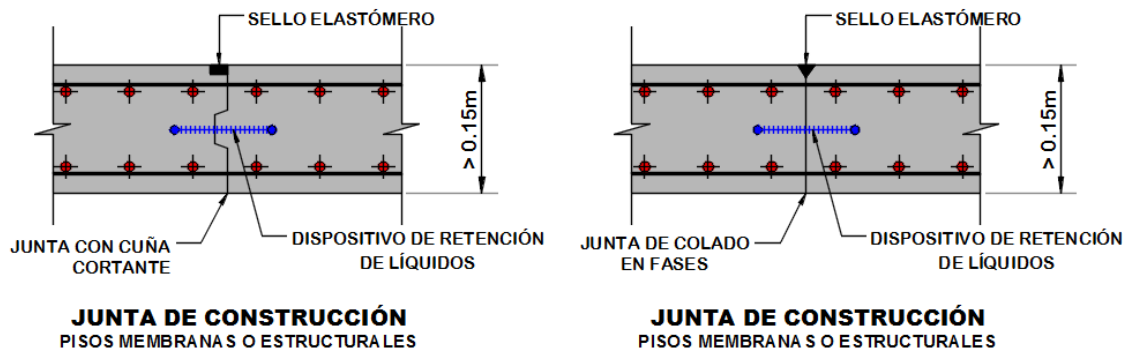 SELLO ELASTÓMERO
> 0.15m
JUNTA CON CUÑA
CORTANTE
DISPOSITIVO DE RETENCIÓN
DE LÍQUIDOS
JUNTA DE CONSTRUCCIÓN
PISOS MEMBRANAS O ESTRUCTURALES
SELLO ELASTÓMERO
> 0.15m
JUNTA DE COLADO
EN FASES
DISPOSITIVO DE RETENCIÓN
DE LÍQUIDOS
JUNTA DE CONSTRUCCIÓN
PISOS MEMBRANAS O ESTRUCTURALES